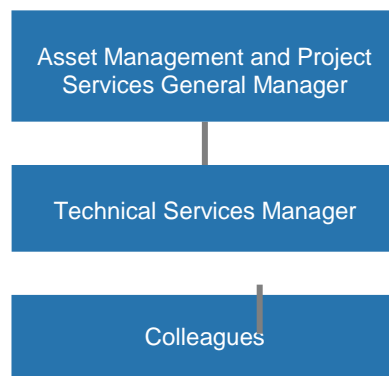 Asset Management and Project
Services General Manager
Technical Services Manager
Colleagues